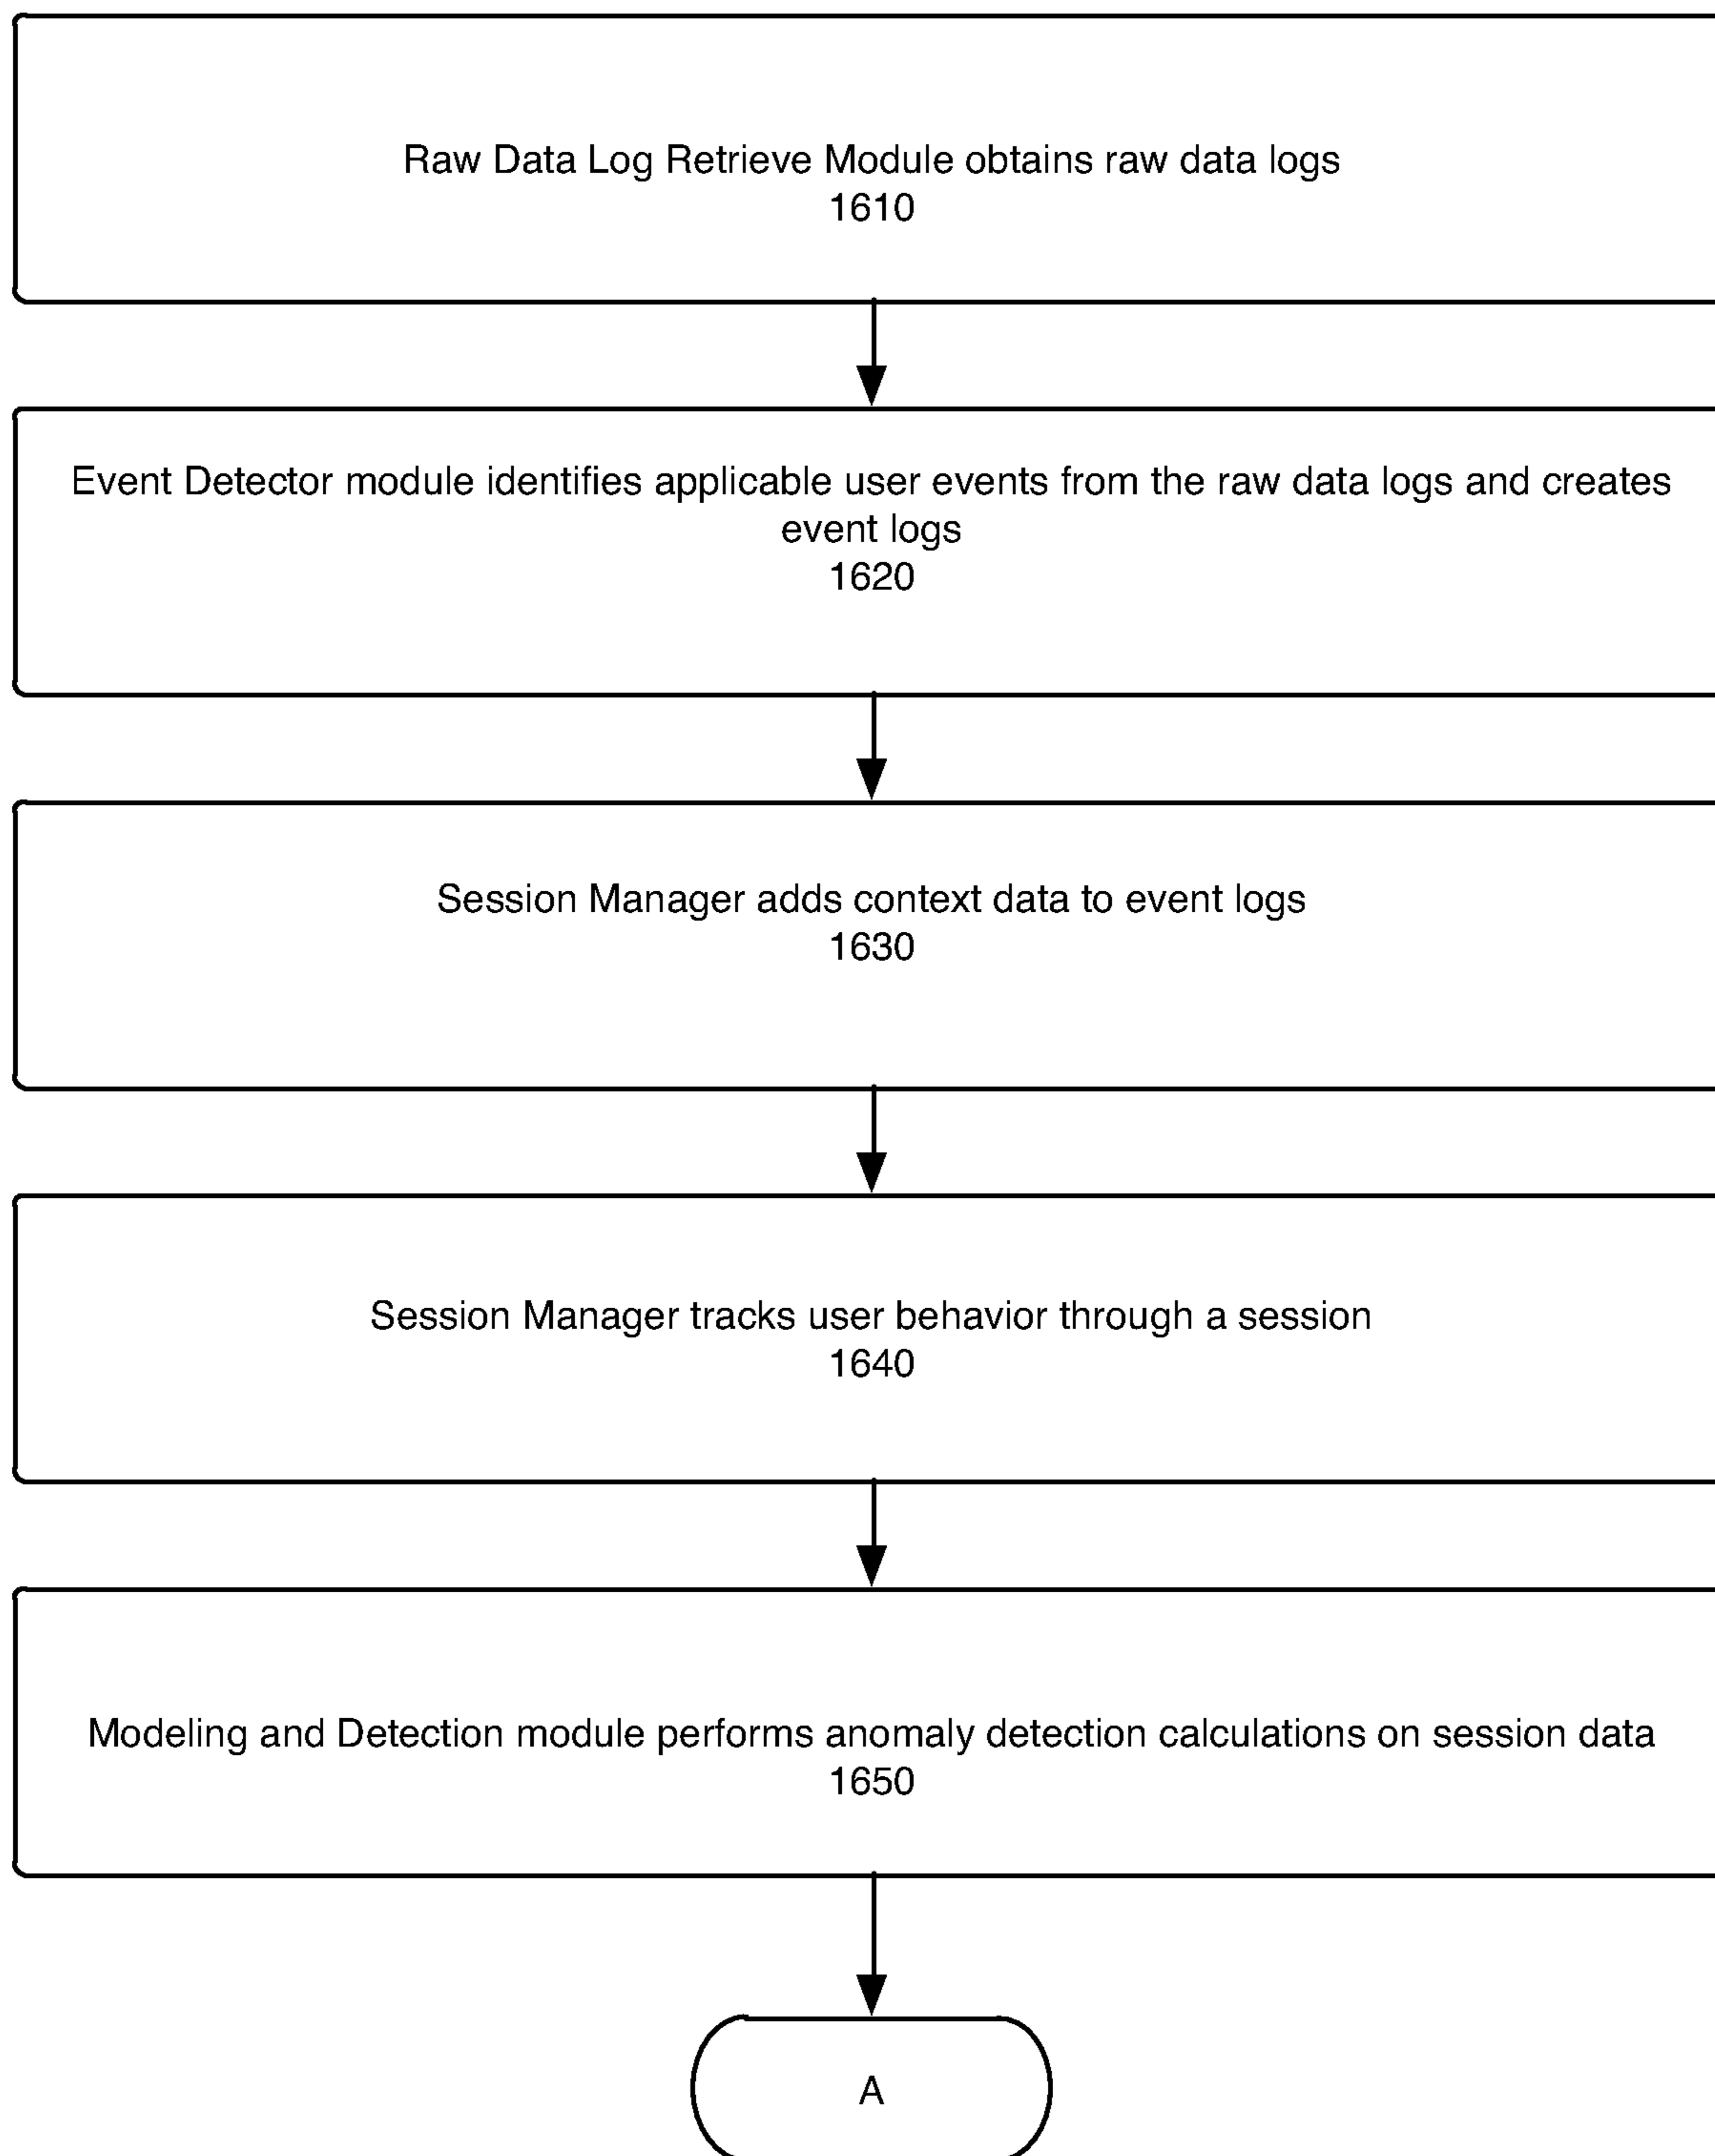 Raw Data Log Retrieve Module obtains raw data logs
1610
Event Detector module identifies applicable user events from the raw data logs and creates
event logs
1620
Session Manager adds context data to event logs
1630
Session Manager tracks user behavior through a session
1640
Modeling and Detection module performs anomaly detection calculations on session data
1650
A